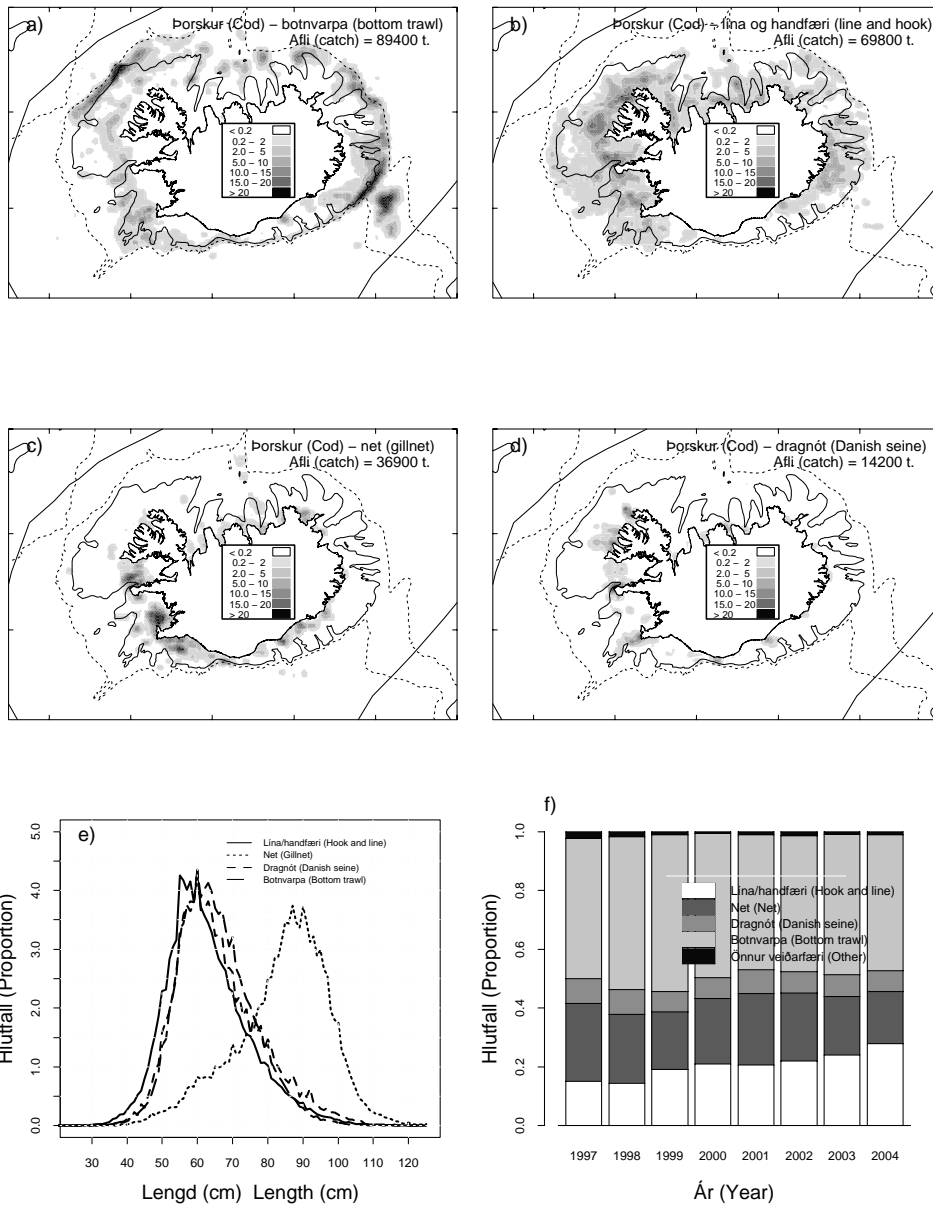 a)
Þorskur (Cod) – botnvarpa (bottom trawl)
Afli (catch) = 89400 t.
< 0.2
0.2 – 2
2.0 – 5
5.0 – 10
10.0 – 15
15.0 – 20
> 20
b)
Þorskur (Cod) – lína og handfæri (line and hook)
Afli (catch) = 69800 t.
< 0.2
0.2 – 2
2.0 – 5
5.0 – 10
10.0 – 15
15.0 – 20
> 20
c)
Þorskur (Cod) – net (gillnet)
Afli (catch) = 36900 t.
< 0.2
0.2 – 2
2.0 – 5
5.0 – 10
10.0 – 15
15.0 – 20
> 20
d)
Þorskur (Cod) – dragnót (Danish seine)
Afli (catch) = 14200 t.
< 0.2
0.2 – 2
2.0 – 5
5.0 – 10
10.0 – 15
15.0 – 20
> 20
e)
Hlutfall (Proportion)
5.0
4.0
3.0
2.0
1.0
0.0
Lína/handfæri (Hook and line)
Net (Gillnet)
Dragnót (Danish seine)
Botnvarpa (Bottom trawl)
30 40 50 60 70 80 90 100 110 120
Lengd (cm) Length (cm)
f)
Hlutfall (Proportion)
1.0
0.8
0.6
0.4
0.2
0.0
Lína/handfæri (Hook and line)
Net (Net)
Dragnót (Danish seine)
Botnvarpa (Bottom trawl)
Önnur veiðarfæri (Other)
1997 1998 1999 2000 2001 2002 2003 2004
Ár (Year)